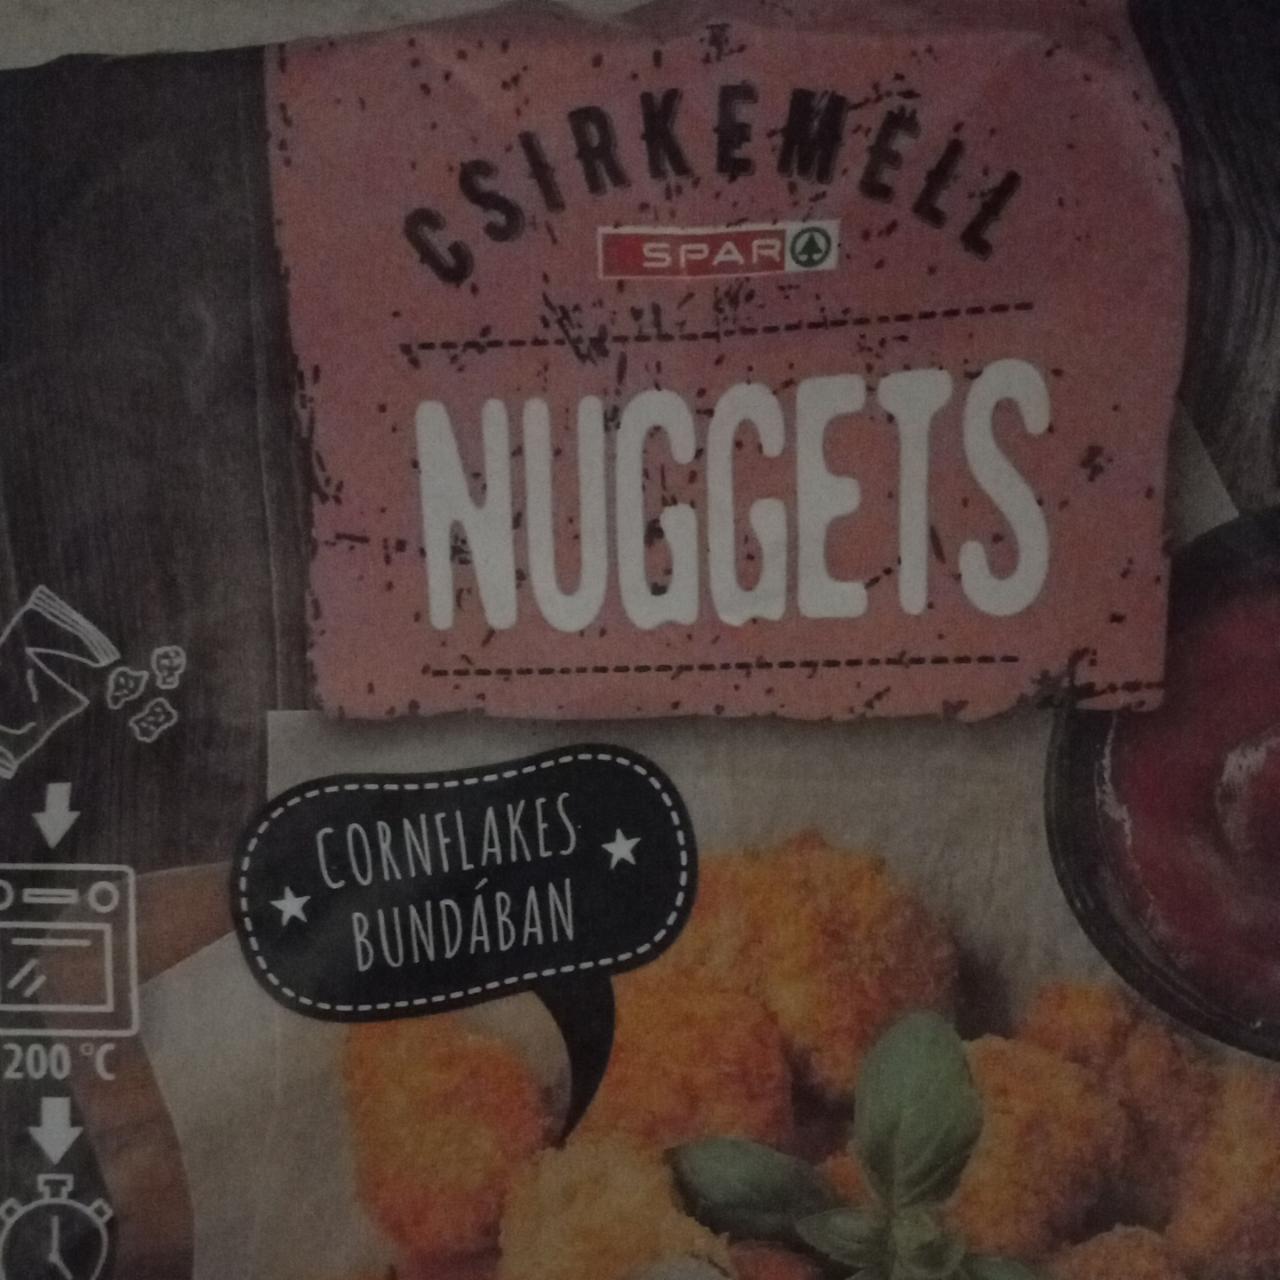 CSIRKEMELL
SPAR
NUGGETS
CORNFLAKES
BUNDÁBAN
200 °C